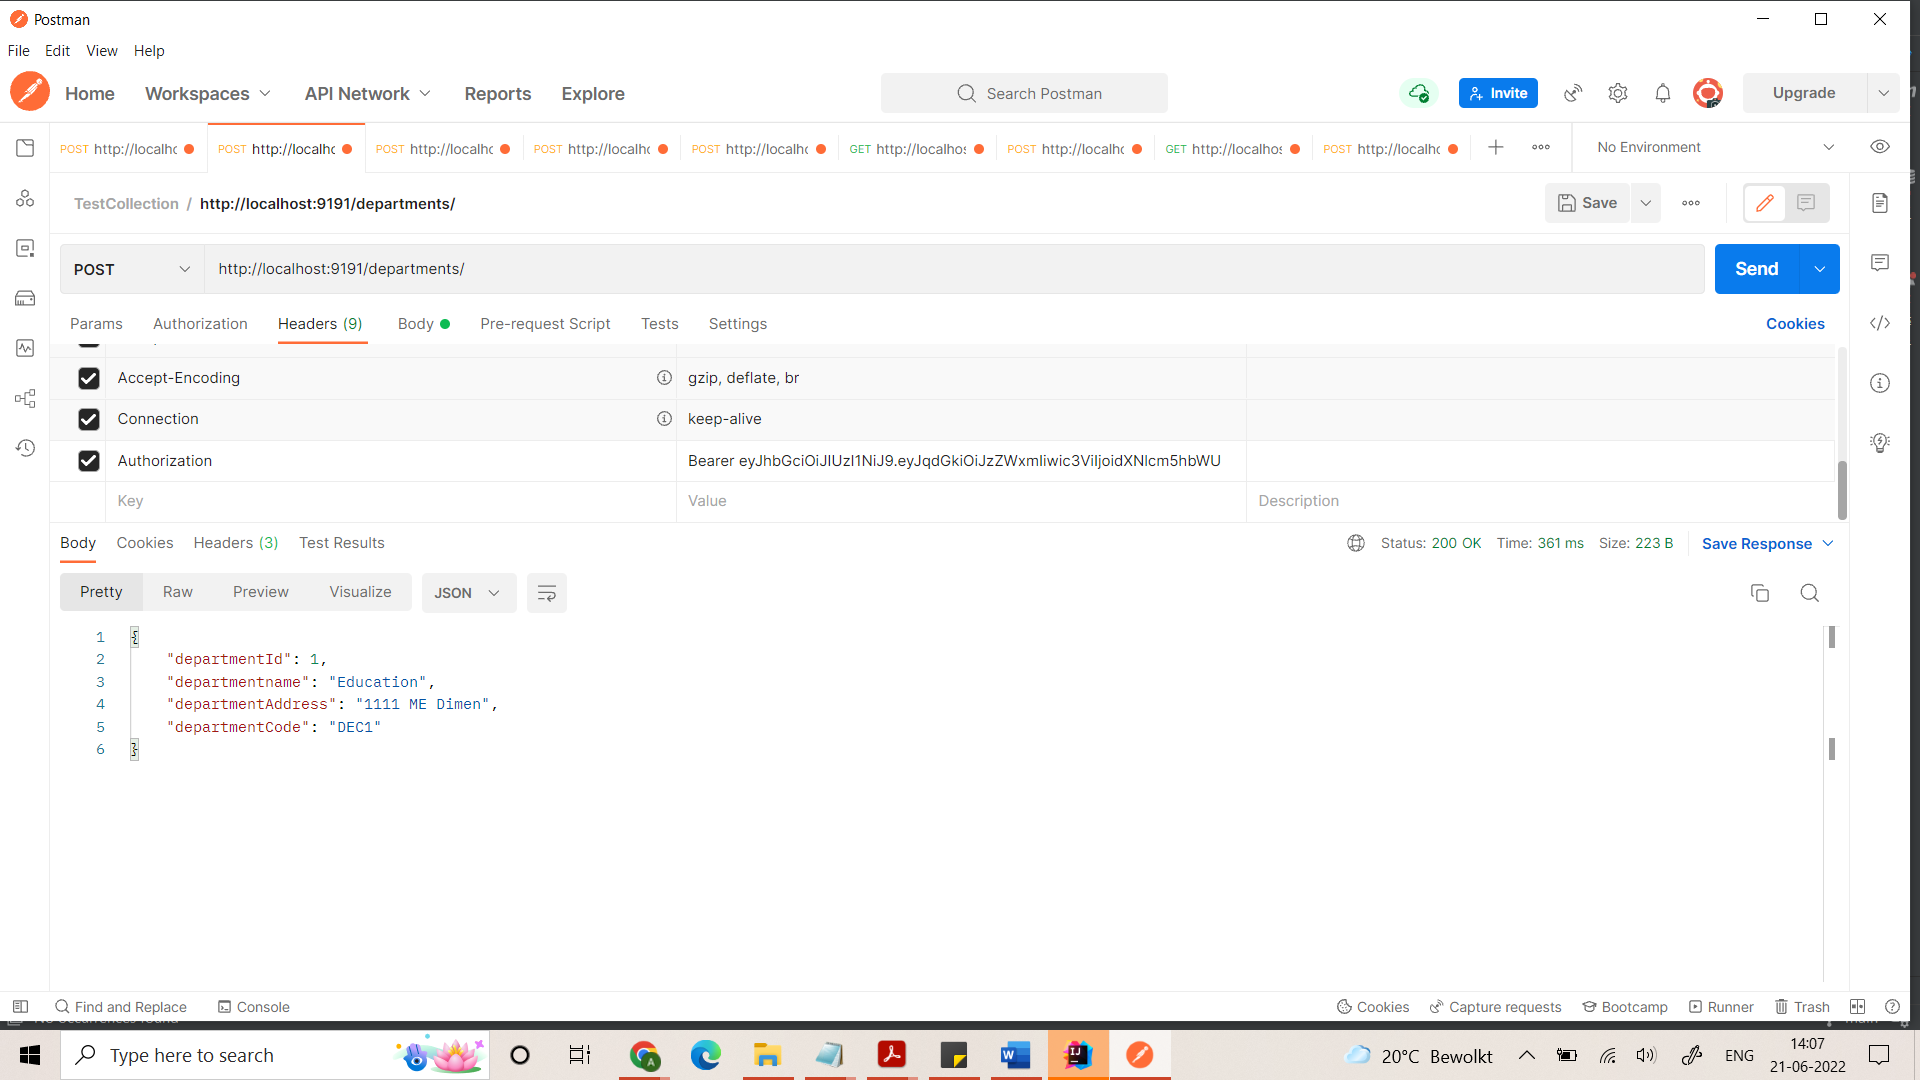 Postman
File Edit View Help
Home Workspaces API Network Reports Explore Search Postman Invite Upgrade
POST http://localhc POST http://localhc POST http://localhc POST http://localhc POST http://localhc GET http://localhos POST http://localhc GET http://localhos POST http://localhc No Environment
TestCollection / http://localhost:9191/departments/ Save
POST http://localhost:9191/departments/ Send
Params Authorization Headers (9) Body Pre-request Script Tests Settings Cookies
Accept-Encoding gzip, deflate, br
Connection keep-alive
Authorization Bearer eyJhbGciOiJIUzI1NiJ9.eyJqdGkiOiJzZWxmIiwic3ViIjoidXNlcm5hbWU
Key Value Description
Body Cookies Headers (3) Test Results Status: 200 OK Time: 361 ms Size: 223 B Save Response
Pretty Raw Preview Visualize JSON
1 {
2 "departmentId": 1,
3 "departmentname": "Education",
4 "departmentAddress": "1111 ME Dimen",
5 "departmentCode": "DEC1"
6 }
Find and Replace Console Cookies Capture requests Bootcamp Runner Trash
Type here to search 20°C Bewolkt ENG 14:07
21-06-2022